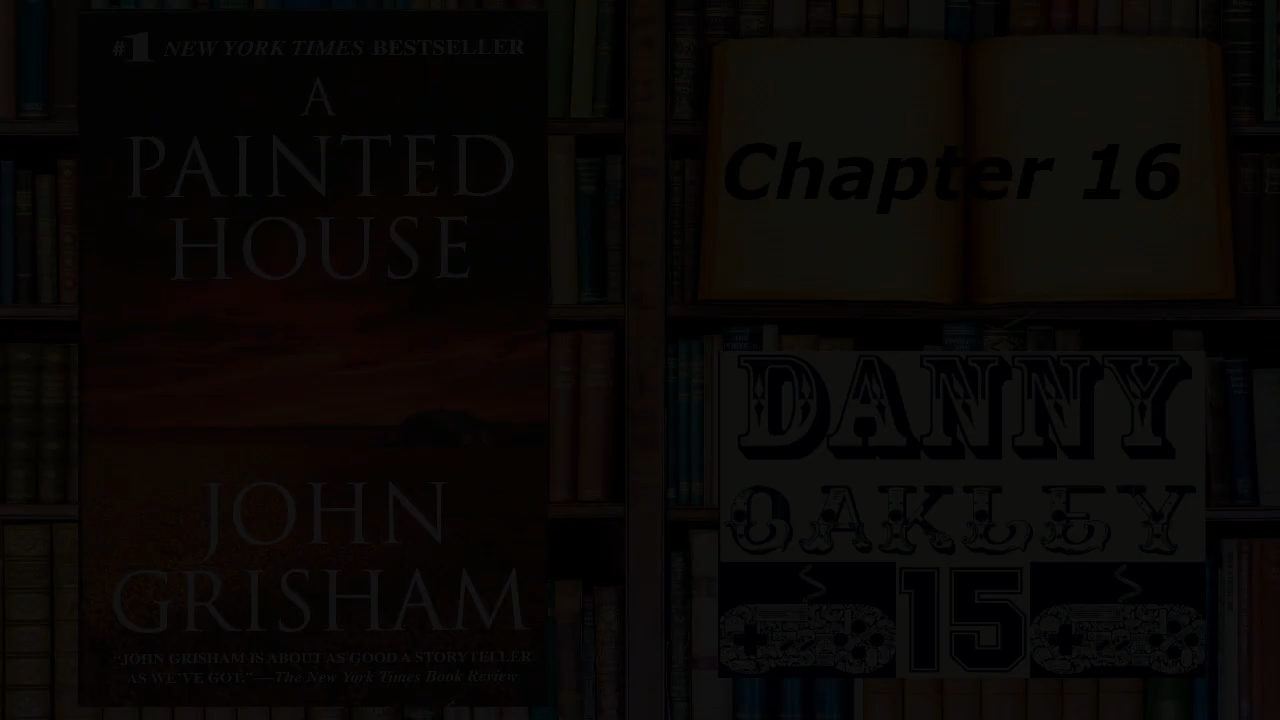 #1 NEW YORK TIMES BESTSELLER
A
PAINTED
HOUSE
JOHN
GRISHAM
"JOHN GRISHAM IS ABOUT AS GOOD A STORYTELLER
AS WE'VE GOT." —The New York Times Book Review
Chapter 16
DANNY
OAKLEY
15